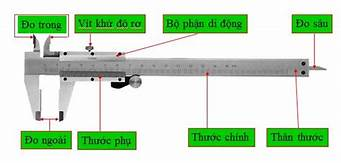 Đo trong
Vít khử độ rơ
Bộ phận di động
Đo sâu
Đo ngoài
Thước phụ
Thước chính
Thân thước